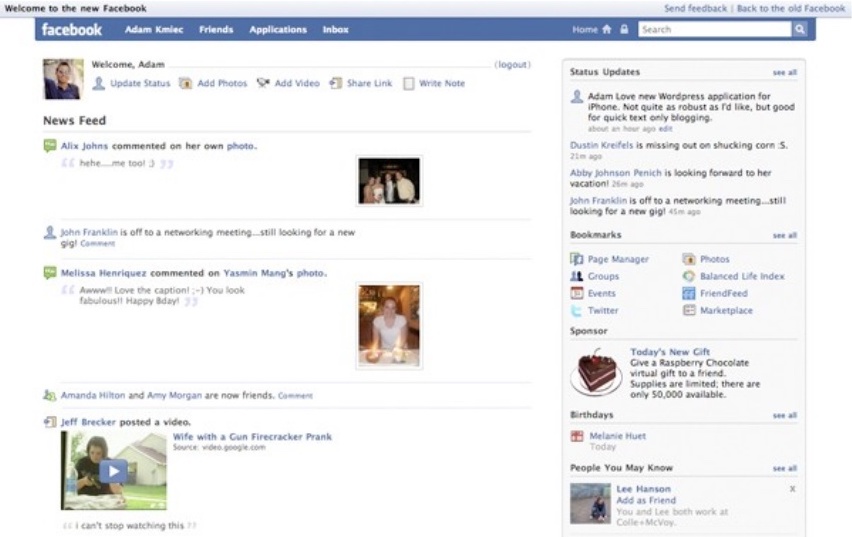 Welcome to the new Facebook
Send feedback | Back to the old Facebook
facebook Adam Kmiec Friends Applications Inbox
Home Search
Welcome, Adam (logout)
Update Status Add Photos Add Video Share Link Write Note
News Feed
Alix Johns commented on her own photo.
hehe....me too! :)
John Franklin is off to a networking meeting...still looking for a new
gig! Comment
Melissa Henriquez commented on Yasmin Mang's photo.
Awww!! Love the caption! ;-) You look
fabulous!! Happy Bday!
Amanda Hilton and Amy Morgan are now friends. Comment
Jeff Brecker posted a video.
Wife with a Gun Firecracker Prank
Source: video.google.com
i can't stop watching this ??
Status Updates see all
Adam Love new Wordpress application for
iPhone. Not quite as robust as I'd like, but good
for quick text only blogging.
about an hour ago edit
Dustin Kreifels is missing out on shucking corn :S.
21m ago
Abby Johnson Penich is looking forward to her
vacation! 26m ago
John Franklin is off to a networking meeting...still
looking for a new gig! 45m ago
Bookmarks see all
Page Manager Photos
Groups Balanced Life Index
Events FriendFeed
Twitter Marketplace
Sponsor
Today's New Gift
Give a Raspberry Chocolate
virtual gift to a friend.
Supplies are limited; there are
only 50,000 available.
Birthdays see all
Melanie Huet
Today
People You May Know see all
Lee Hanson x
Add as Friend
You and Lee both work at
Colle+McVoy.